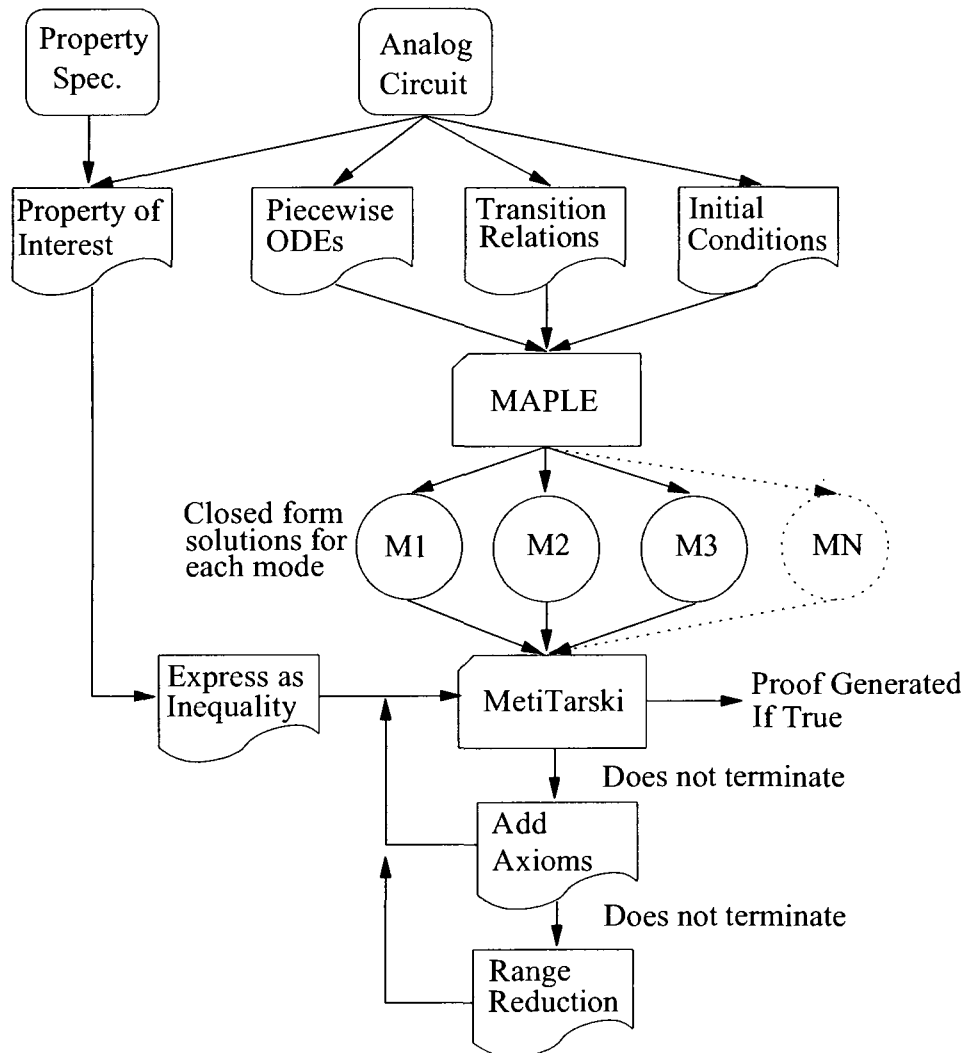 Property
Spec.
Analog
Circuit
Property of
Interest
Piecewise
ODEs
Transition
Relations
Initial
Conditions
MAPLE
Closed form
solutions for
each mode
M1
M2
M3
MN
Express as
Inequality
MetiTarski
Proof Generated
If True
Does not terminate
Add
Axioms
Does not terminate
Range
Reduction